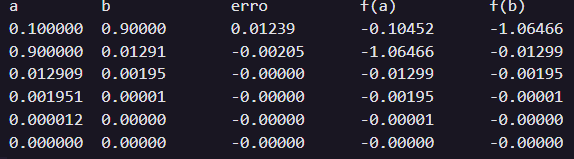 a b erro f(a) f(b)
0.100000 0.90000 0.01239 -0.10452 -1.06466
0.900000 0.01291 -0.00205 -1.06466 -0.01299
0.012909 0.00195 -0.00000 -0.01299 -0.00195
0.001951 0.00001 -0.00000 -0.00195 -0.00001
0.000012 0.00000 -0.00000 -0.00001 -0.00000
0.000000 0.00000 -0.00000 -0.00000 -0.00000